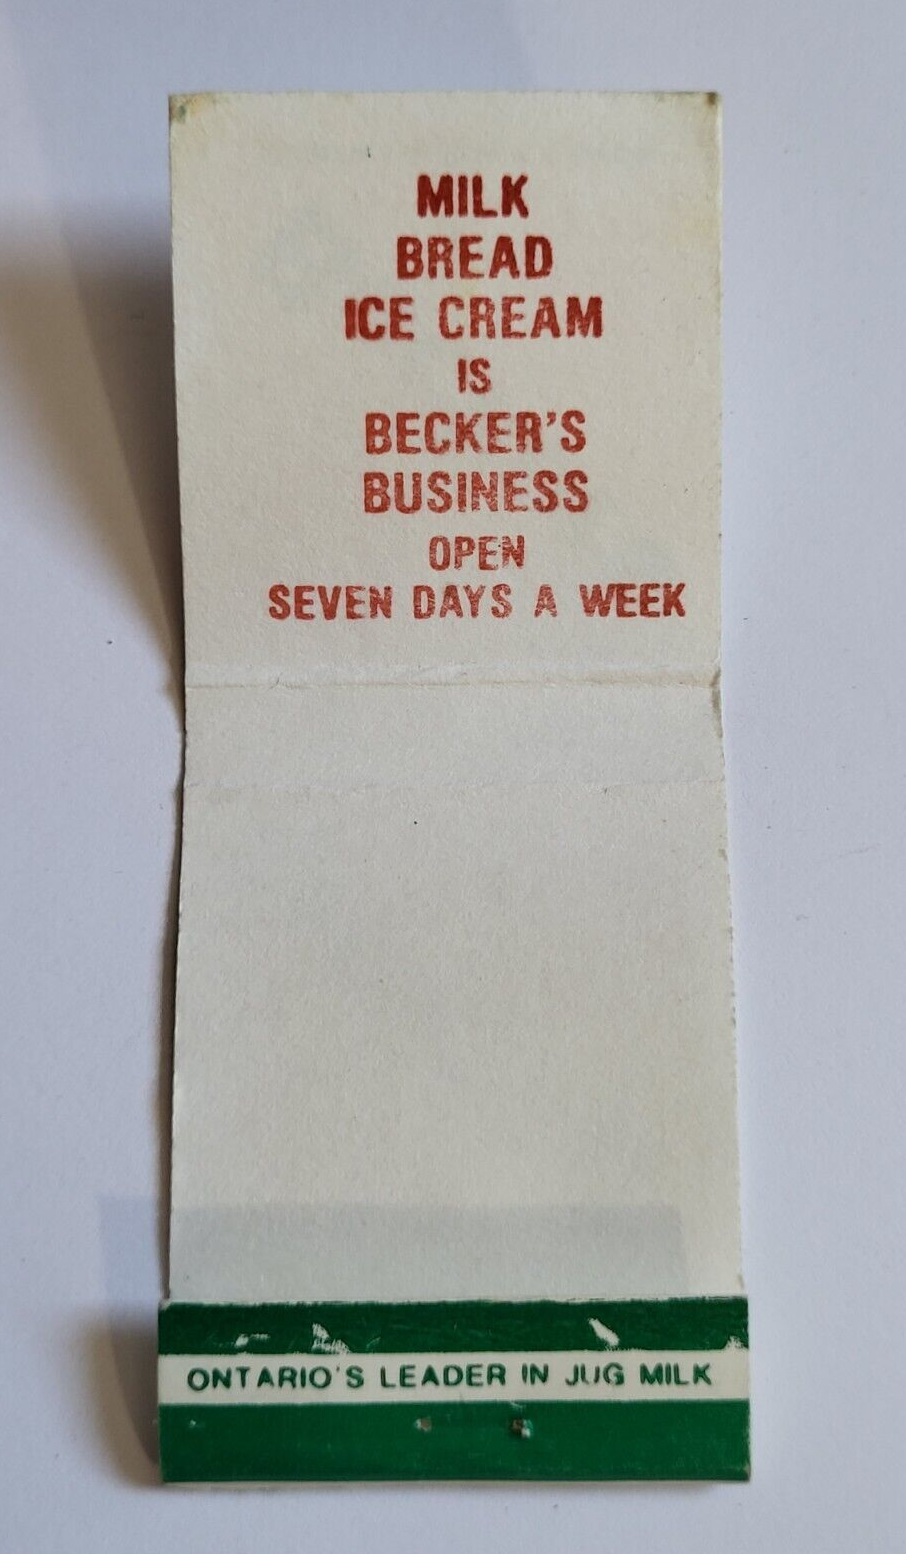 MILK
BREAD
ICE CREAM
IS
BECKER'S
BUSINESS
OPEN
SEVEN DAYS A WEEK
ONTARIO'S LEADER IN JUG MILK